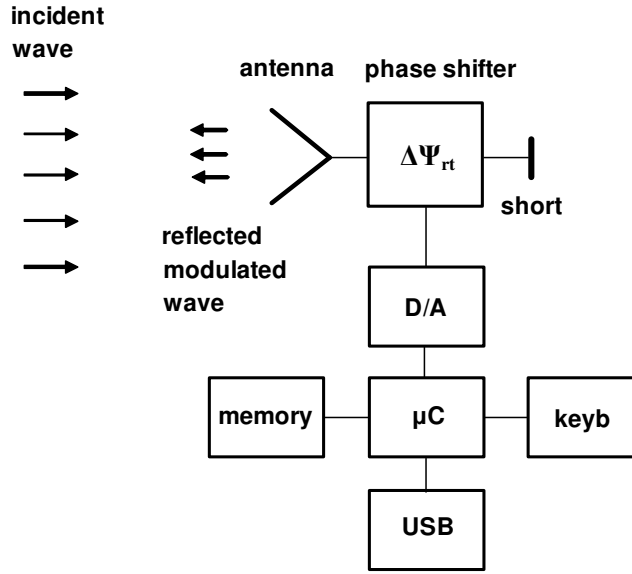 incident
wave
antenna
phase shifter
ΔΨrt
short
reflected
modulated
wave
D/A
memory
µC
keyb
USB